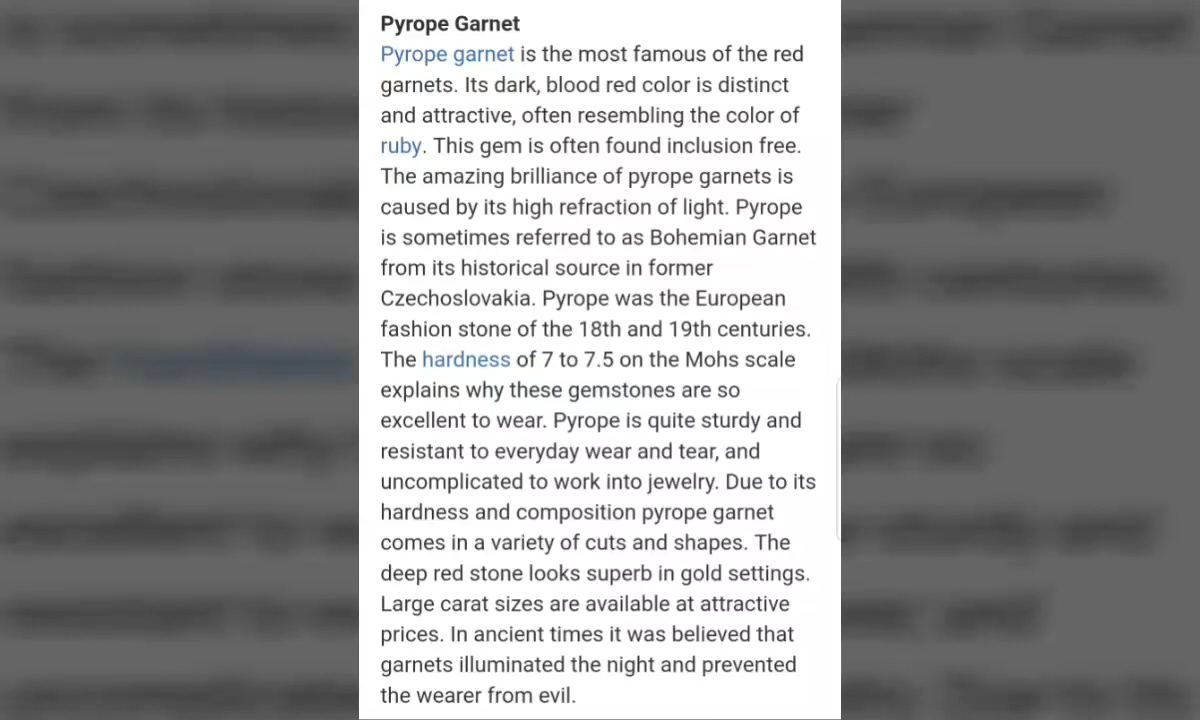 Pyrope Garnet
Pyrope garnet is the most famous of the red
garnets. Its dark, blood red color is distinct
and attractive, often resembling the color of
ruby. This gem is often found inclusion free.
The amazing brilliance of pyrope garnets is
caused by its high refraction of light. Pyrope
is sometimes referred to as Bohemian Garnet
from its historical source in former
Czechoslovakia. Pyrope was the European
fashion stone of the 18th and 19th centuries.
The hardness of 7 to 7.5 on the Mohs scale
explains why these gemstones are so
excellent to wear. Pyrope is quite sturdy and
resistant to everyday wear and tear, and
uncomplicated to work into jewelry. Due to its
hardness and composition pyrope garnet
comes in a variety of cuts and shapes. The
deep red stone looks superb in gold settings.
Large carat sizes are available at attractive
prices. In ancient times it was believed that
garnets illuminated the night and prevented
the wearer from evil.